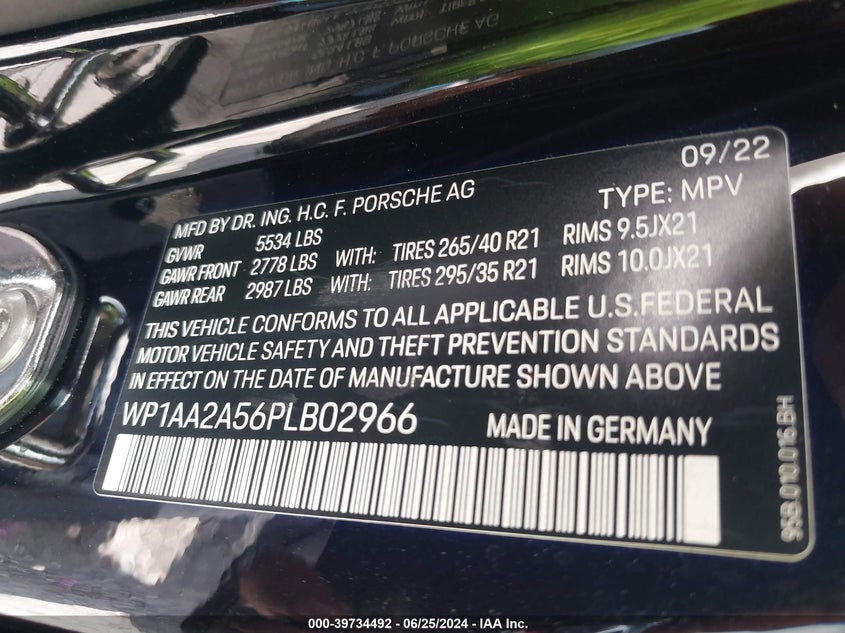 09/22
MFD BY DR. ING. H.C. F. PORSCHE AG
TYPE: MPV
GVWR 5534 LBS
GAWR FRONT 2778 LBS WITH: TIRES 265/40 R21 RIMS 9.5JX21
GAWR REAR 2987 LBS WITH: TIRES 295/35 R21 RIMS 10.0JX21
THIS VEHICLE CONFORMS TO ALL APPLICABLE U.S.FEDERAL
MOTOR VEHICLE SAFETY AND THEFT PREVENTION STANDARDS
IN EFFECT ON THE DATE OF MANUFACTURE SHOWN ABOVE
WP1AA2A56PLB02966 MADE IN GERMANY
95B.010.016.BH
000-39734492 - 06/25/2024 - IAA Inc.